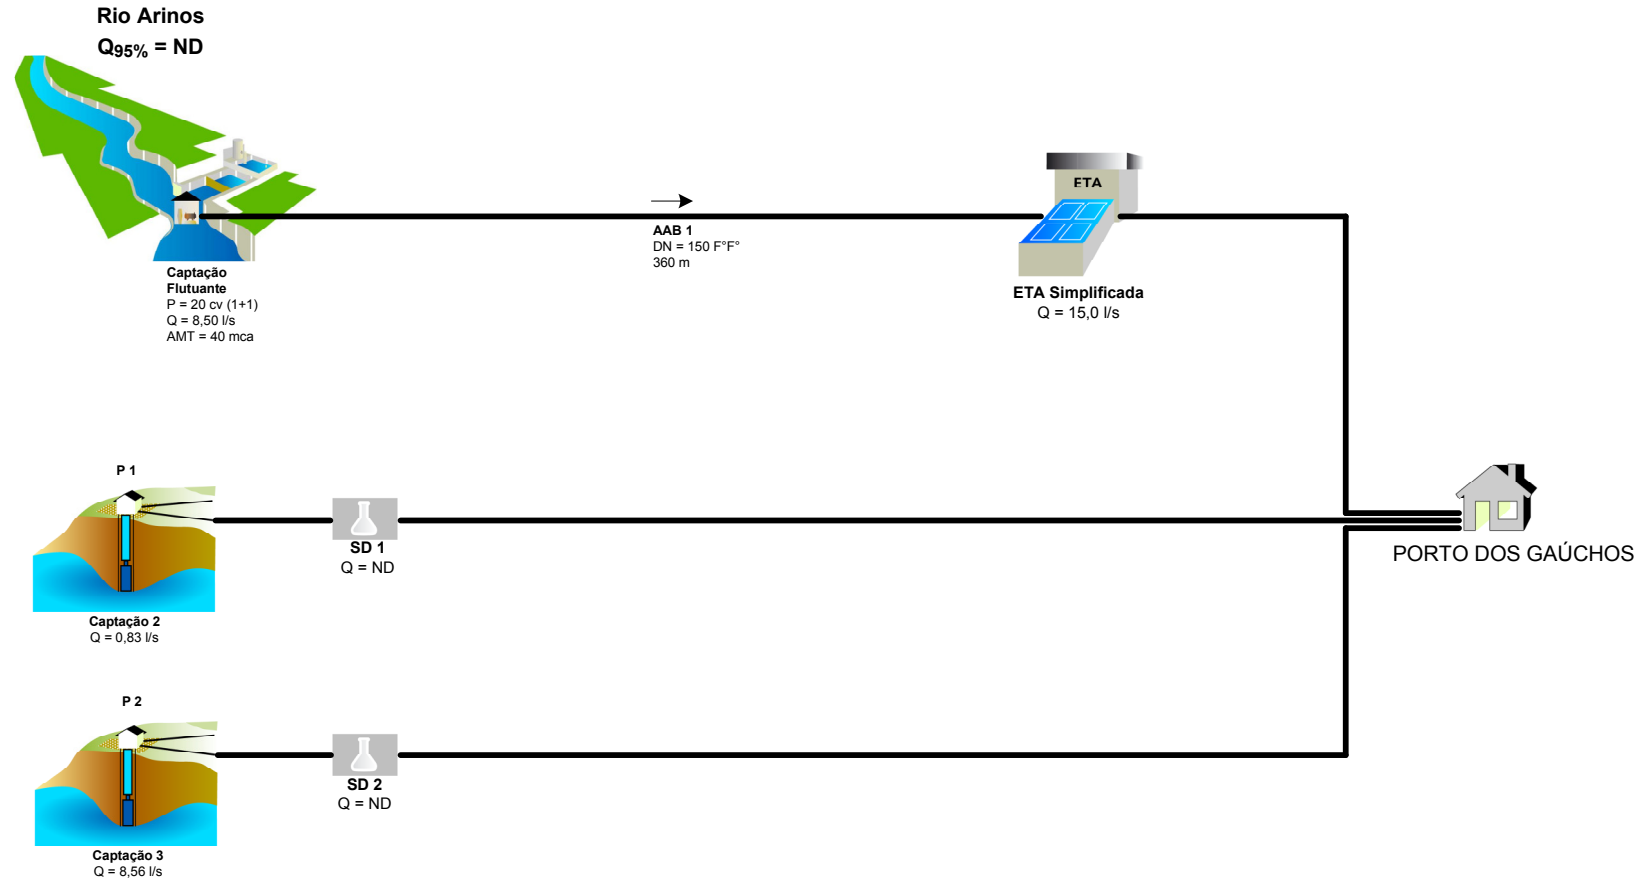 Rio Arinos
Q95% = ND
Captação
Flutuante
P = 20 cv (1+1)
Q = 8,50 l/s
AMT = 40 mca
AAB 1
DN = 150 F°F°
360 m
ETA
ETA Simplificada
Q = 15,0 l/s
P 1
Captação 2
Q = 0,83 l/s
SD 1
Q = ND
PORTO DOS GAÚCHOS
P 2
Captação 3
Q = 8,56 l/s
SD 2
Q = ND